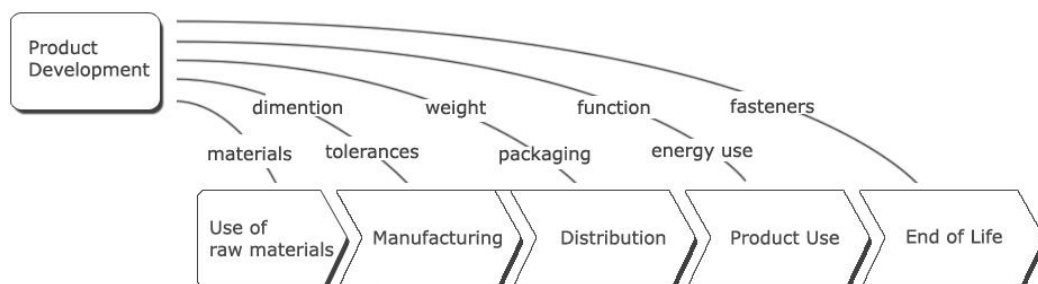 Product
Development
dimention
weight
function
fasteners
materials
tolerances
packaging
energy use
Use of
raw materials
Manufacturing
Distribution
Product Use
End of Life